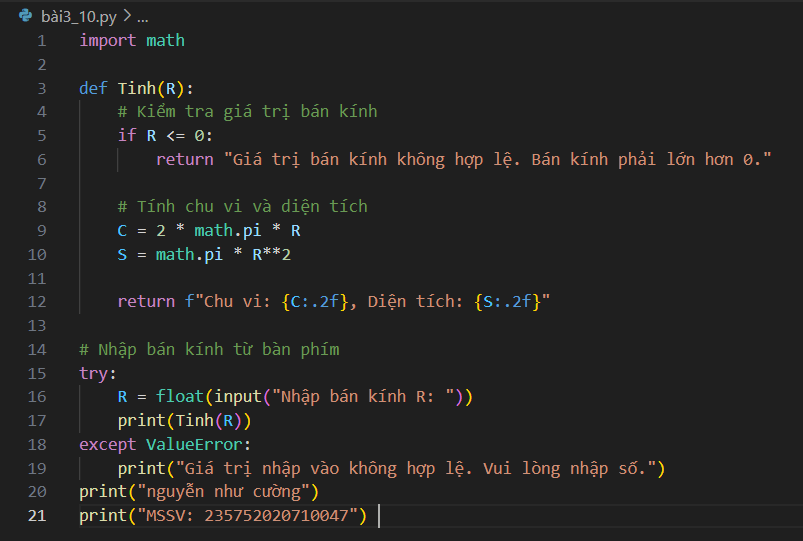 bài3_10.py > ...
1 import math
2
3 def Tinh(R):
4     # Kiểm tra giá trị bán kính
5     if R <= 0:
6         return "Giá trị bán kính không hợp lệ. Bán kính phải lớn hơn 0."
7
8     # Tính chu vi và diện tích
9     C = 2 * math.pi * R
10     S = math.pi * R**2
11
12     return f"Chu vi: {C:.2f}, Diện tích: {S:.2f}"
13
14 # Nhập bán kính từ bàn phím
15 try:
16     R = float(input("Nhập bán kính R: "))
17     print(Tinh(R))
18 except ValueError:
19     print("Giá trị nhập vào không hợp lệ. Vui lòng nhập số.")
20 print("nguyễn như cường")
21 print("MSSV: 235752020710047")